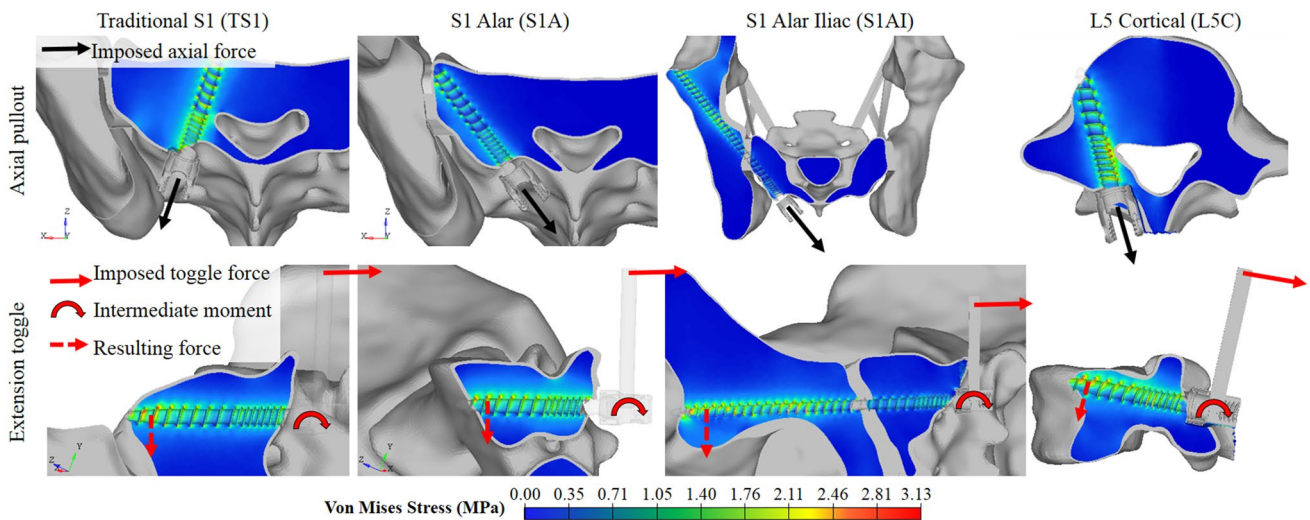 Traditional S1 (TS1)
S1 Alar (S1A)
S1 Alar Iliac (S1AI)
L5 Cortical (L5C)
Axial pullout
Imposed axial force
Z
X
Y
Z
X
Y
Extension toggle
Imposed toggle force
Intermediate moment
Resulting force
Y
Z
X
Y
Z
X
Von Mises Stress (MPa)
0.00 0.35 0.71 1.05 1.40 1.76 2.11 2.46 2.81 3.13